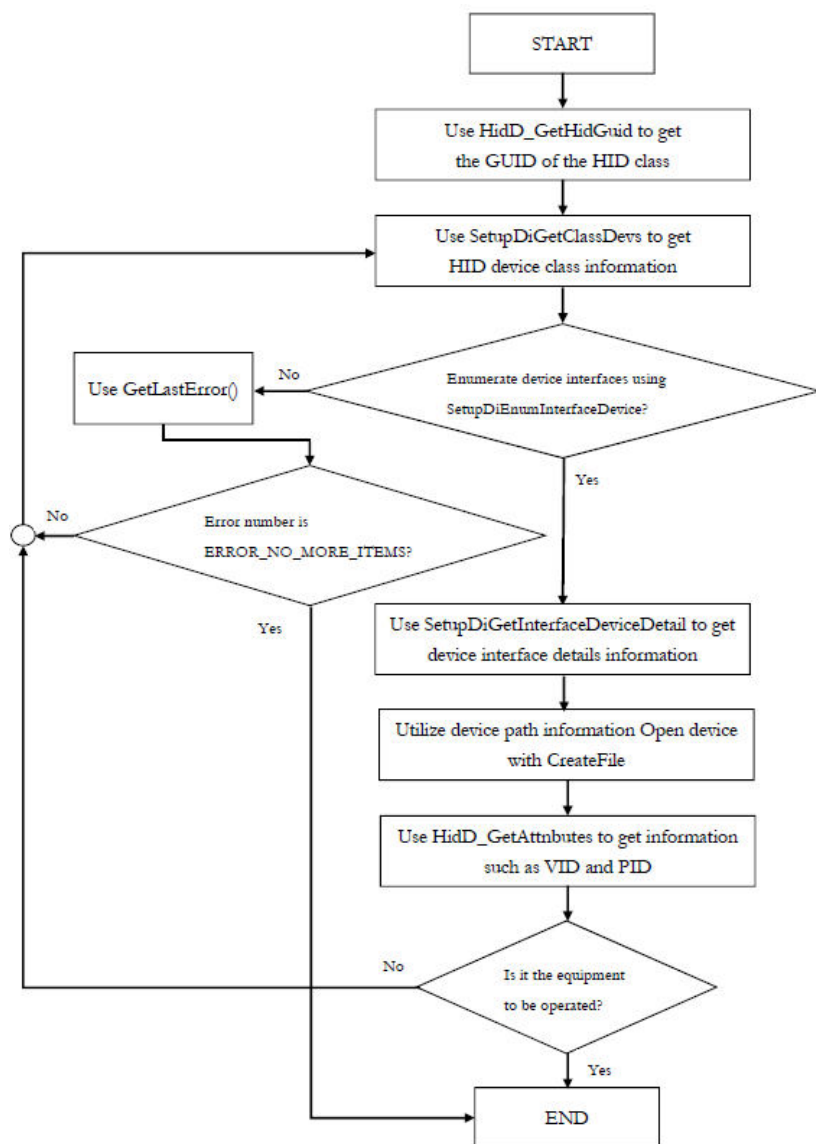 START
Use HidD_GetHidGuid to get
the GUID of the HID class
Use SetupDiGetClassDevs to get
HID device class information
Enumerate device interfaces using
SetupDiEnumInterfaceDevice?
No
Use GetLastError()
Yes
Error number is
ERROR_NO_MORE_ITEMS?
No
Yes
Use SetupDiGetInterfaceDeviceDetail to get
device interface details information
Utilize device path information Open device
with CreateFile
Use HidD_GetAttnbutes to get information
such as VID and PID
No
Is it the equipment
to be operated?
Yes
END